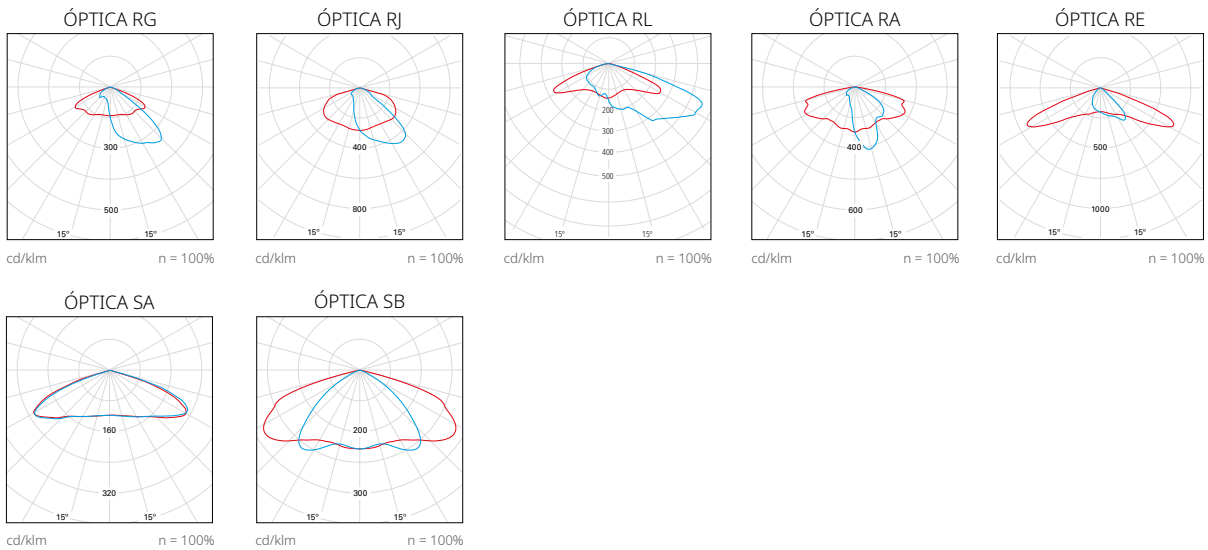 ÓPTICA RG
300
500
15° 15°
cd/klm n = 100%
ÓPTICA RJ
400
800
15° 15°
cd/klm n = 100%
ÓPTICA RL
200
300
400
500
15° 15°
cd/klm n = 100%
ÓPTICA RA
400
600
15° 15°
cd/klm n = 100%
ÓPTICA RE
500
1000
15° 15°
cd/klm n = 100%
ÓPTICA SA
160
320
15° 15°
cd/klm n = 100%
ÓPTICA SB
200
300
15° 15°
cd/klm n = 100%